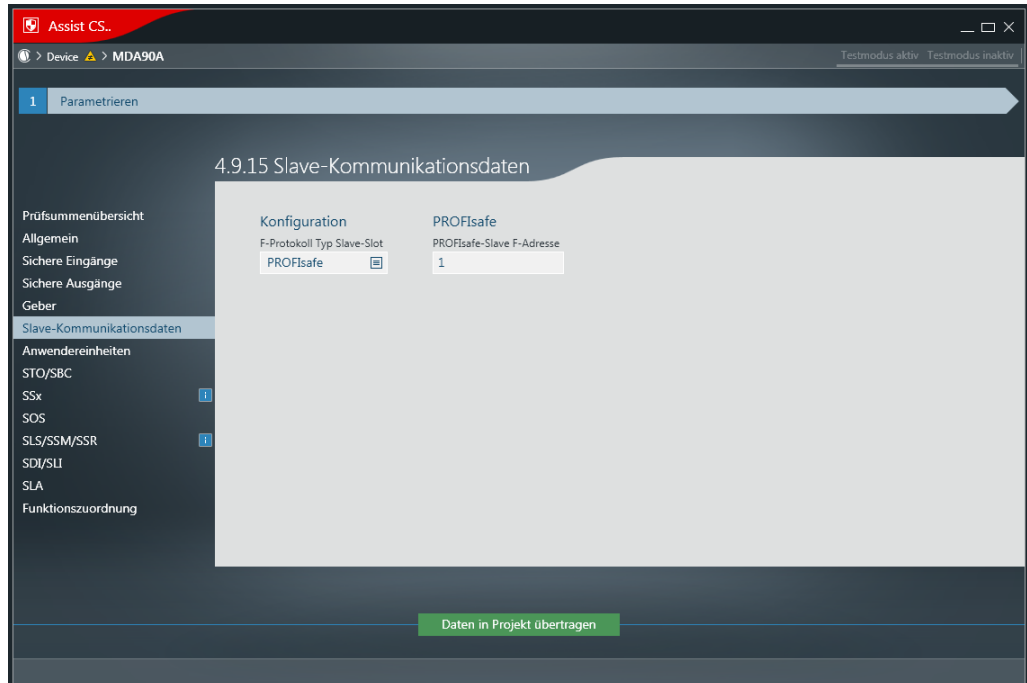 Assist CS..
> Device > MDA90A
Testmodus aktiv Testmodus inaktiv
1 Parametrieren
4.9.15 Slave-Kommunikationsdaten
Prüfsummenübersicht
Allgemein
Sichere Eingänge
Sichere Ausgänge
Geber
Slave-Kommunikationsdaten
Anwendereinheiten
STO/SBC
SSx i
SOS
SLS/SSM/SSR i
SDI/SLI
SLA
Funktionszuordnung
Konfiguration
F-Protokoll Typ Slave-Slot
PROFIsafe
PROFIsafe
PROFIsafe-Slave F-Adresse
1
Daten in Projekt übertragen